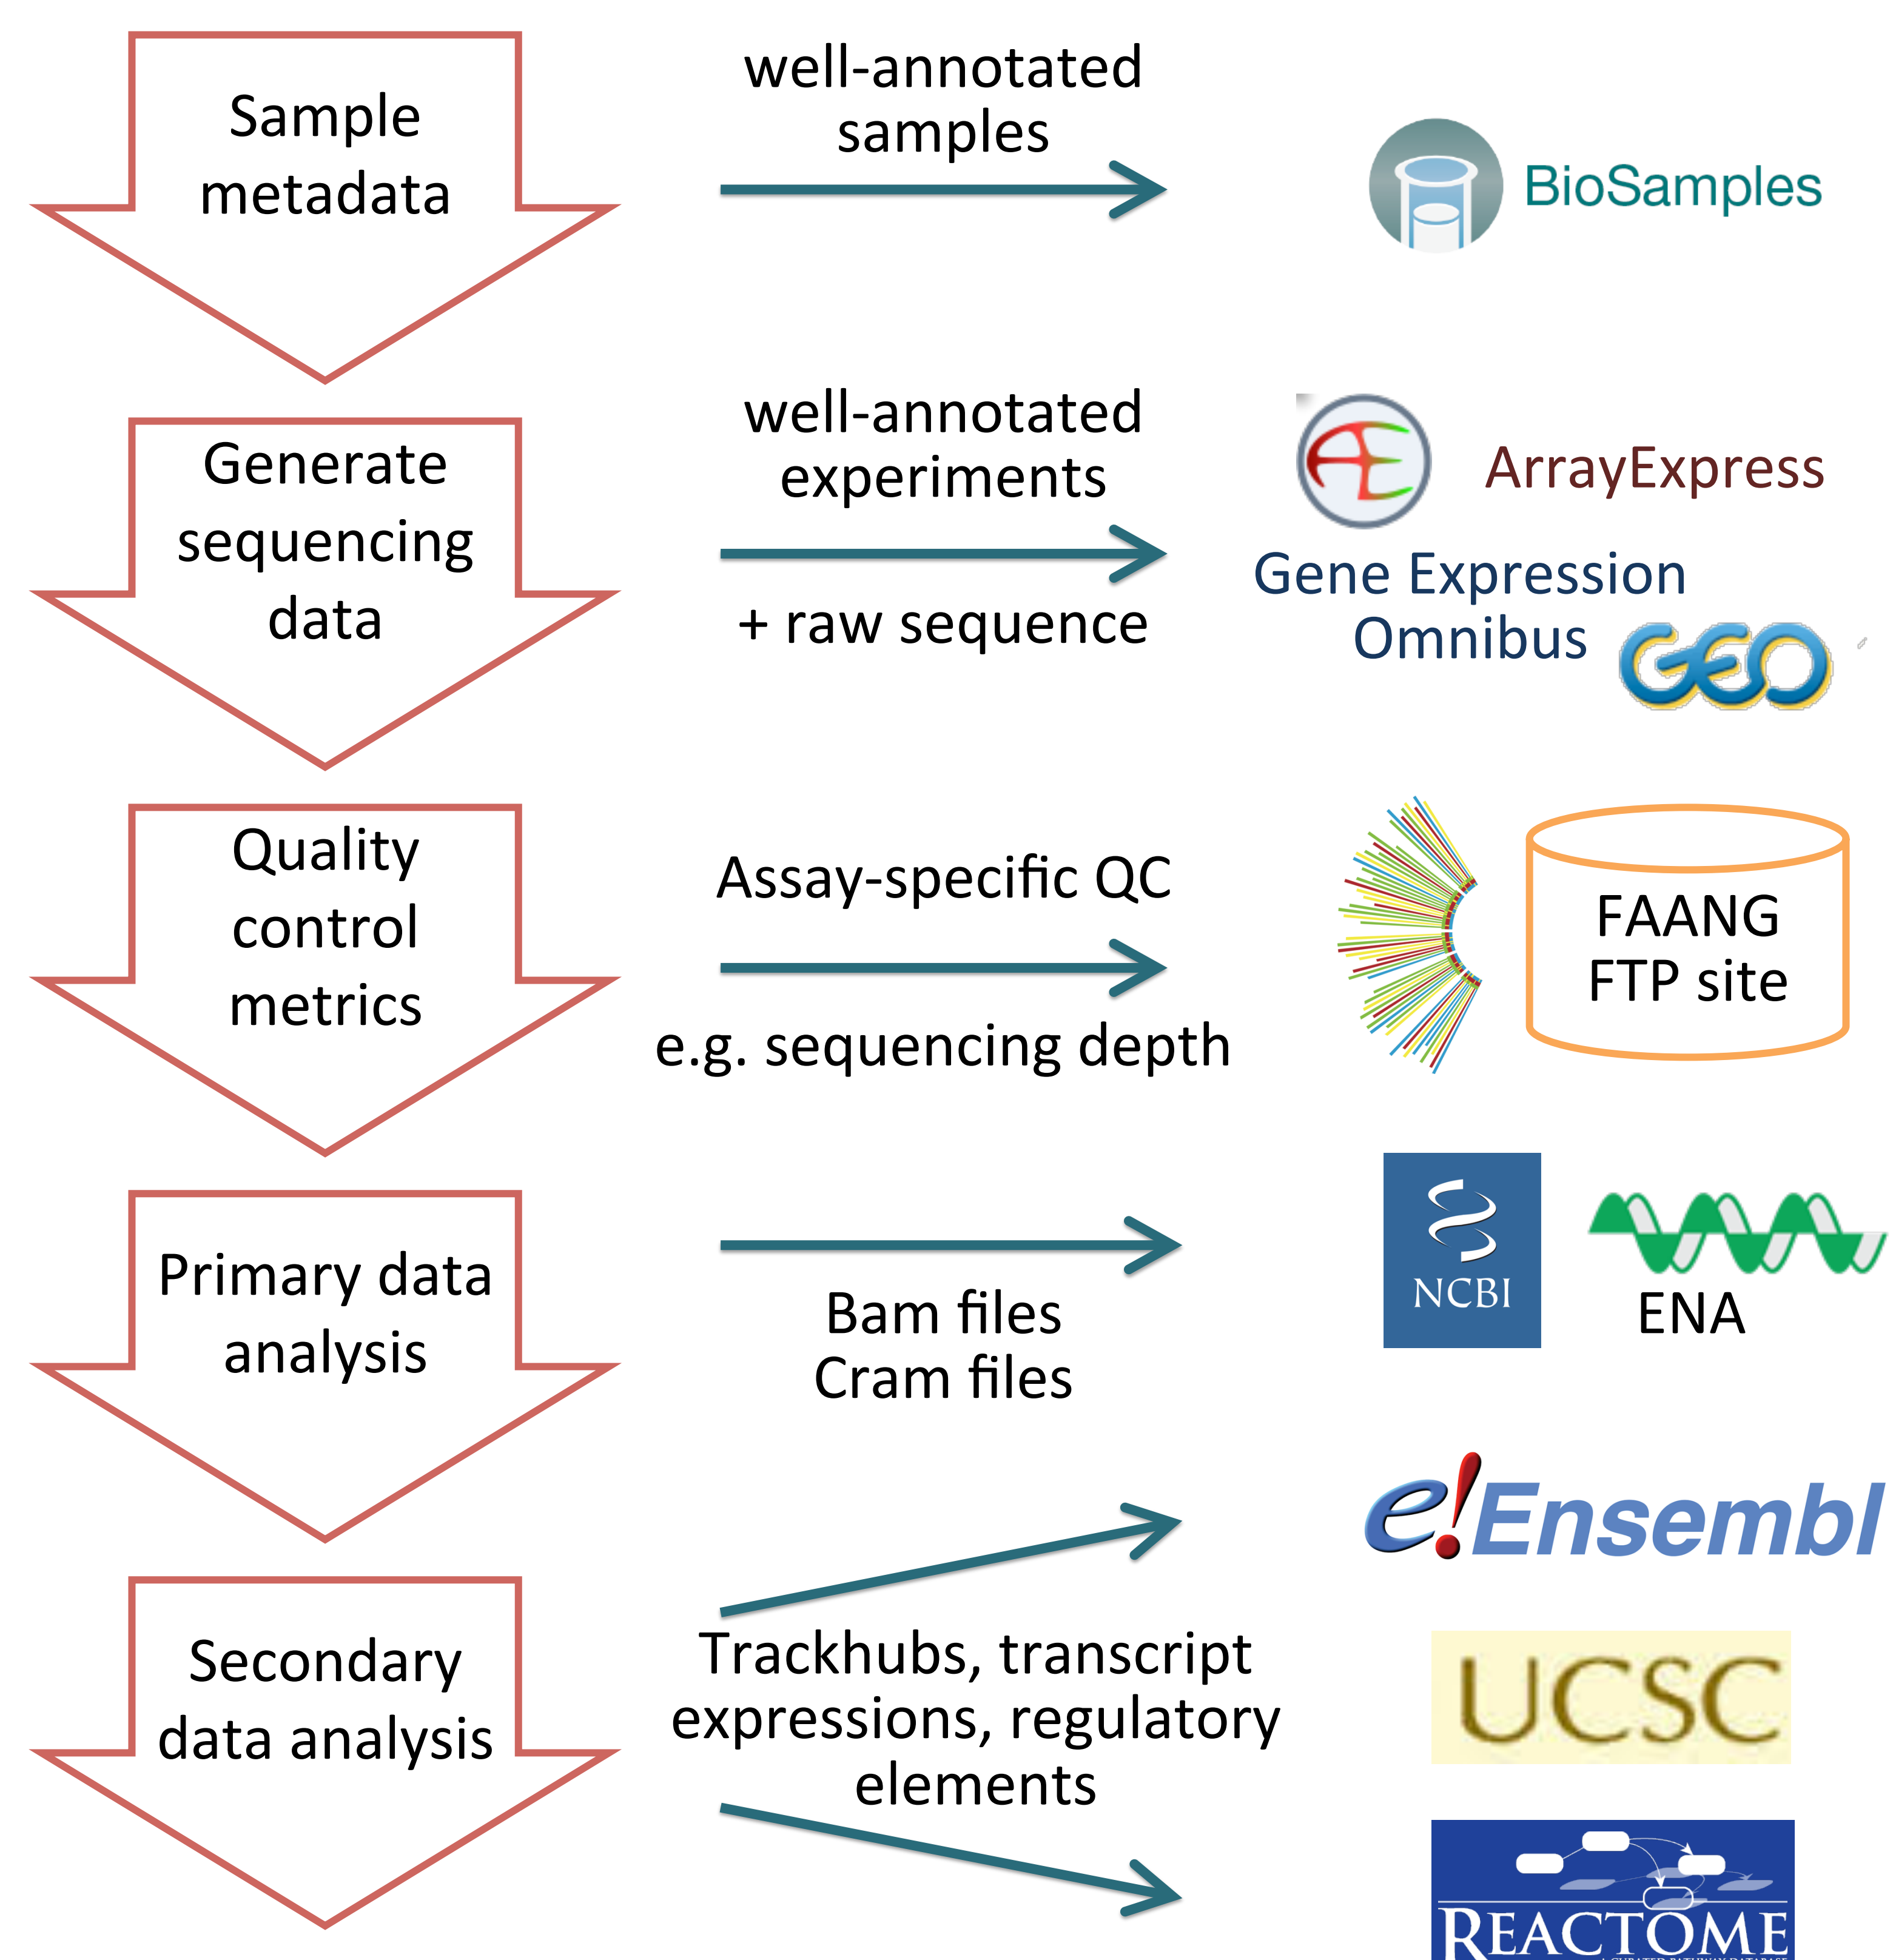 Sample
metadata
well-annotated
samples
BioSamples
Generate
sequencing
data
well-annotated
experiments
+ raw sequence
ArrayExpress
Gene Expression
Omnibus
GEO
Quality
control
metrics
Assay-specific QC
e.g. sequencing depth
FAANG
FTP site
Primary data
analysis
Bam files
Cram files
NCBI
ENA
Secondary
data analysis
Trackhubs, transcript
expressions, regulatory
elements
e!Ensembl
UCSC
REACTOME